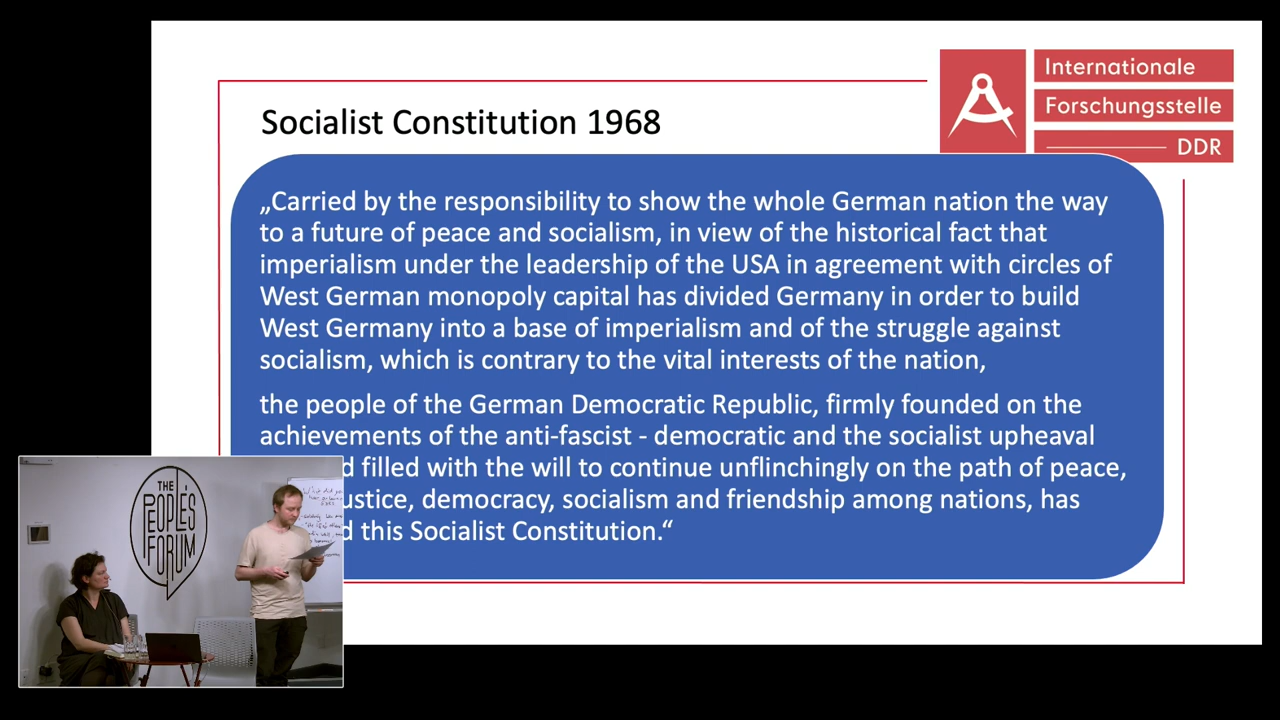 Internationale
Forschungsstelle
DDR
Socialist Constitution 1968
„Carried by the responsibility to show the whole German nation the way
to a future of peace and socialism, in view of the historical fact that
imperialism under the leadership of the USA in agreement with circles of
West German monopoly capital has divided Germany in order to build
West Germany into a base of imperialism and of the struggle against
socialism, which is contrary to the vital interests of the nation,
the people of the German Democratic Republic, firmly founded on the
achievements of the anti-fascist - democratic and the socialist upheaval
filled with the will to continue unflinchingly on the path of peace,
democracy, socialism and friendship among nations, has
this Socialist Constitution.“
THE
PEOPLE'S
FORUM